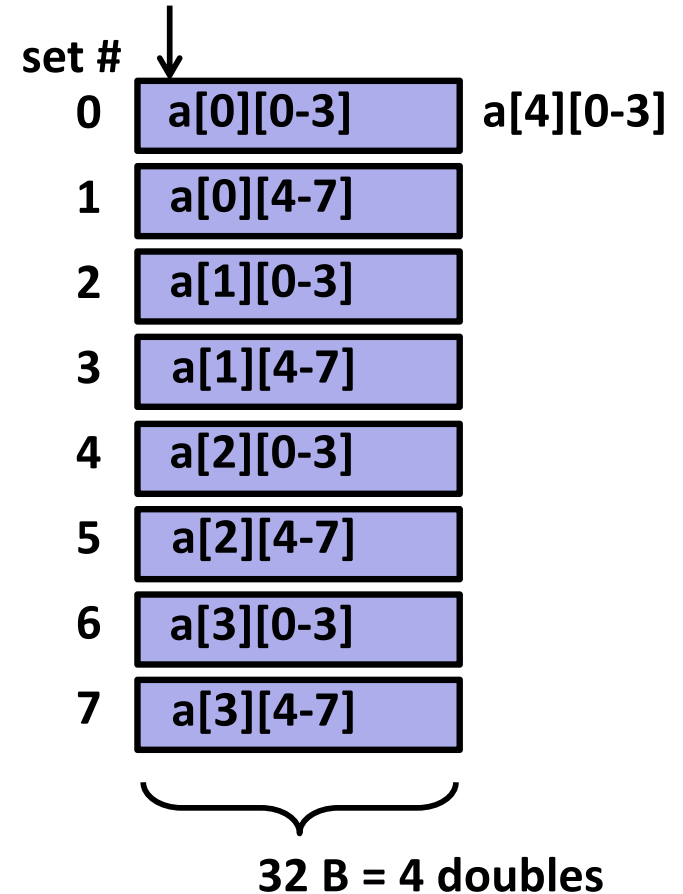 set #
0 a[0][0-3] a[4][0-3]
1 a[0][4-7]
2 a[1][0-3]
3 a[1][4-7]
4 a[2][0-3]
5 a[2][4-7]
6 a[3][0-3]
7 a[3][4-7]
32 B = 4 doubles